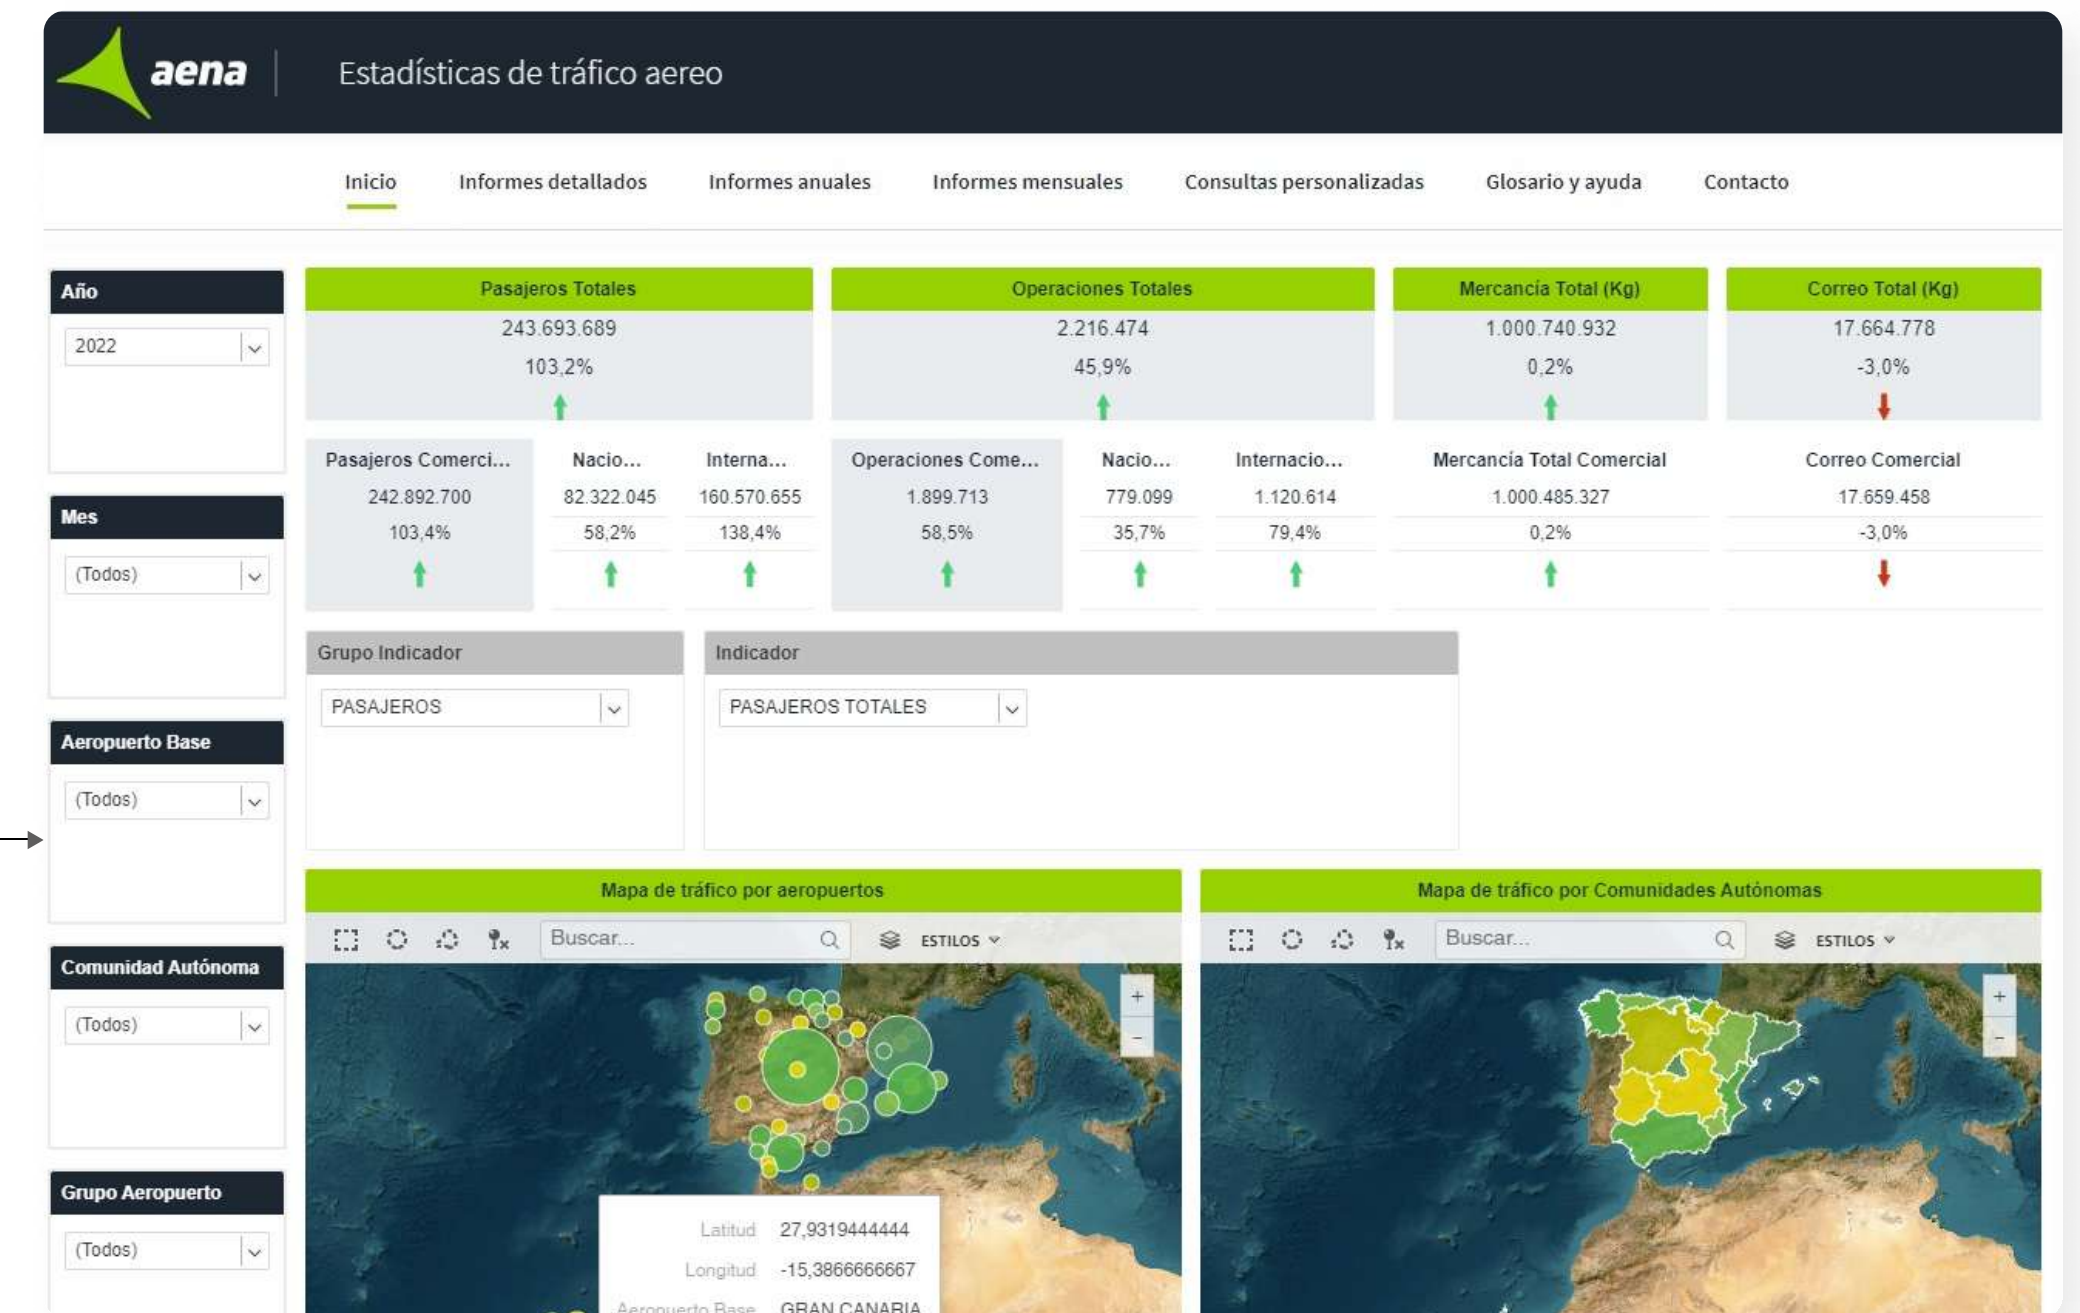 aena
Estadísticas de tráfico aereo
Inicio Informes detallados Informes anuales Informes mensuales Consultas personalizadas Glosario y ayuda Contacto
Año
2022
Mes
(Todos)
Aeropuerto Base
(Todos)
Comunidad Autónoma
(Todos)
Grupo Aeropuerto
(Todos)
Pasajeros Totales
243.693.689
103,2%
Operaciones Totales
2.216.474
45,9%
Mercancía Total (Kg)
1.000.740.932
0,2%
Correo Total (Kg)
17.664.778
-3,0%
Pasajeros Comerci...
242.892.700
103,4%
Nacio...
82.322.045
58,2%
Interna...
160.570.655
138,4%
Operaciones Come...
1.899.713
58,5%
Nacio...
779.099
35,7%
Internacio...
1.120.614
79,4%
Mercancía Total Comercial
1.000.485.327
0,2%
Correo Comercial
17.659.458
-3,0%
Grupo Indicador
PASAJEROS
Indicador
PASAJEROS TOTALES
Mapa de tráfico por aeropuertos
Buscar...
ESTILOS
+
-
Latitud 27,9319444444
Longitud -15,3866666667
Aeropuerto Base GRAN CANARIA
Mapa de tráfico por Comunidades Autónomas
Buscar...
ESTILOS
+
-